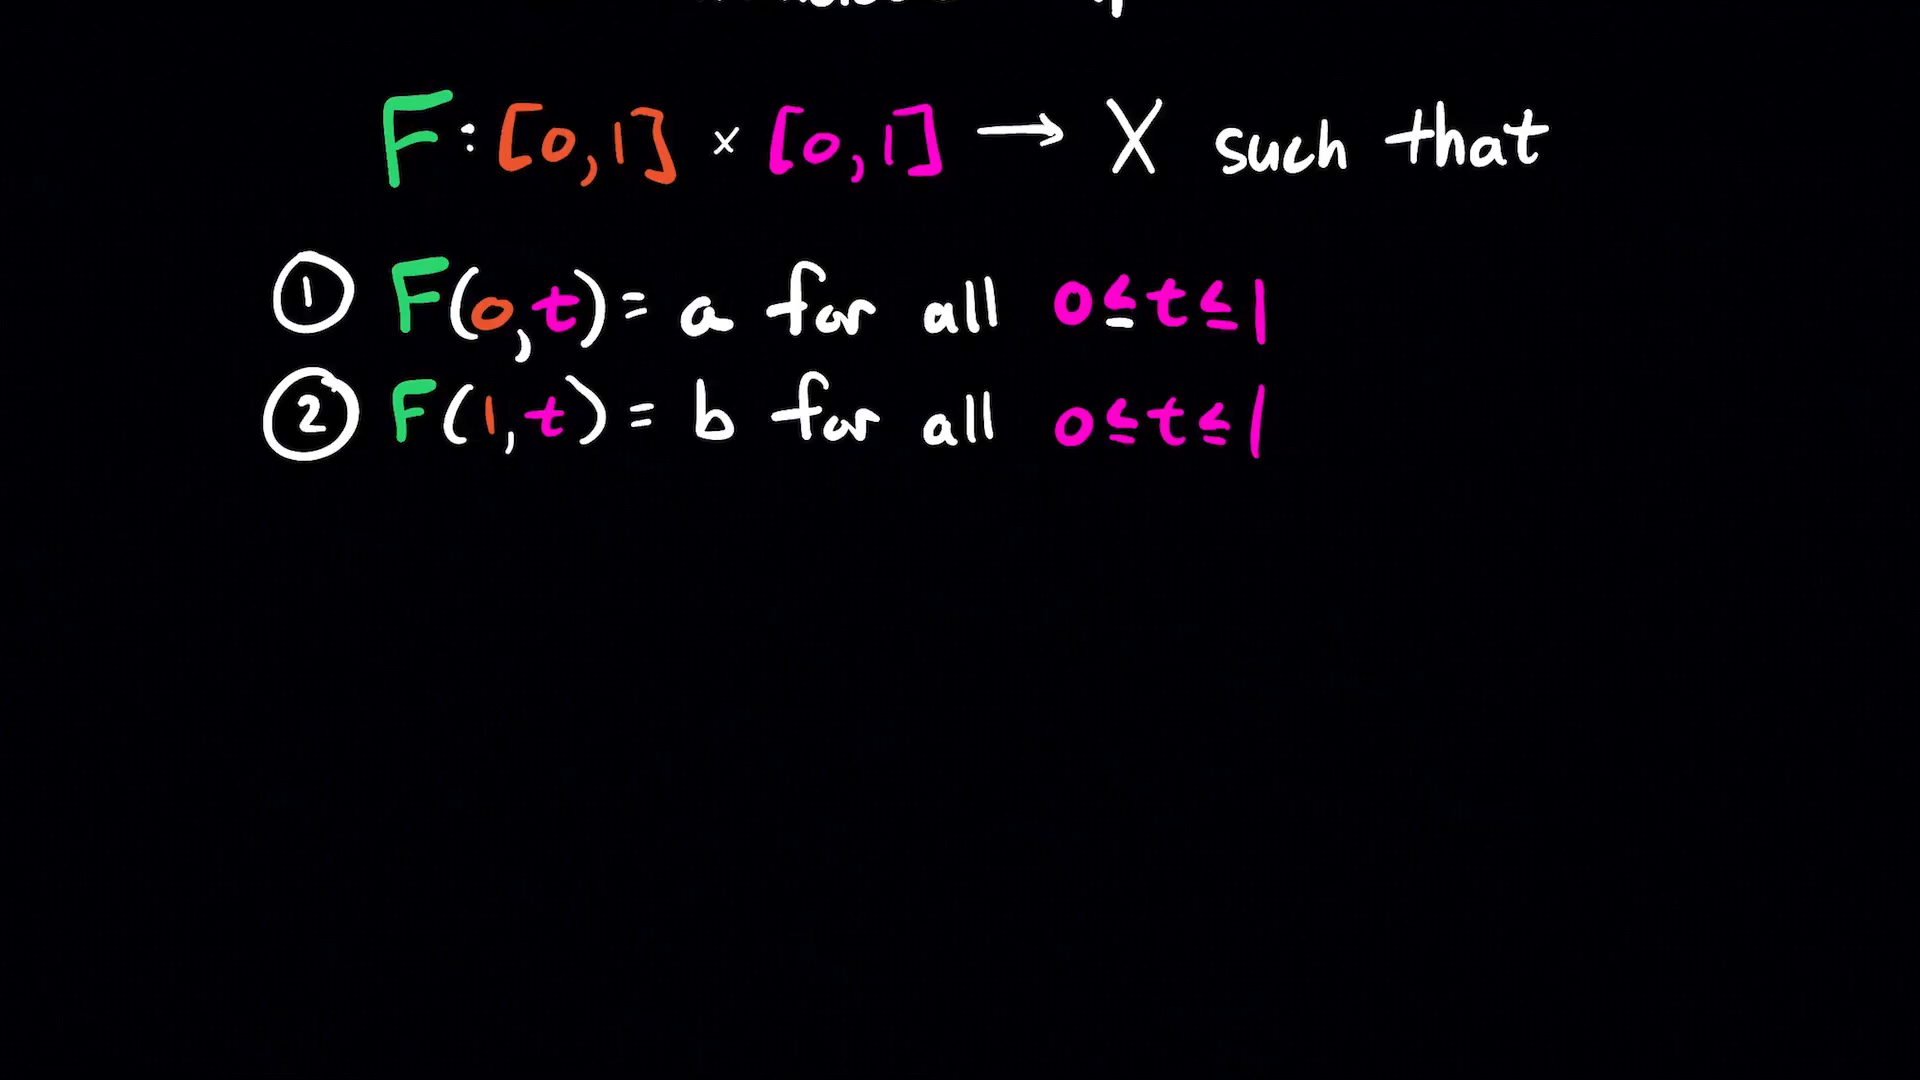 F: [0,1] × [0,1] → X such that
① F(0,t) = a for all 0≤t≤1
② F(1,t) = b for all 0≤t≤1